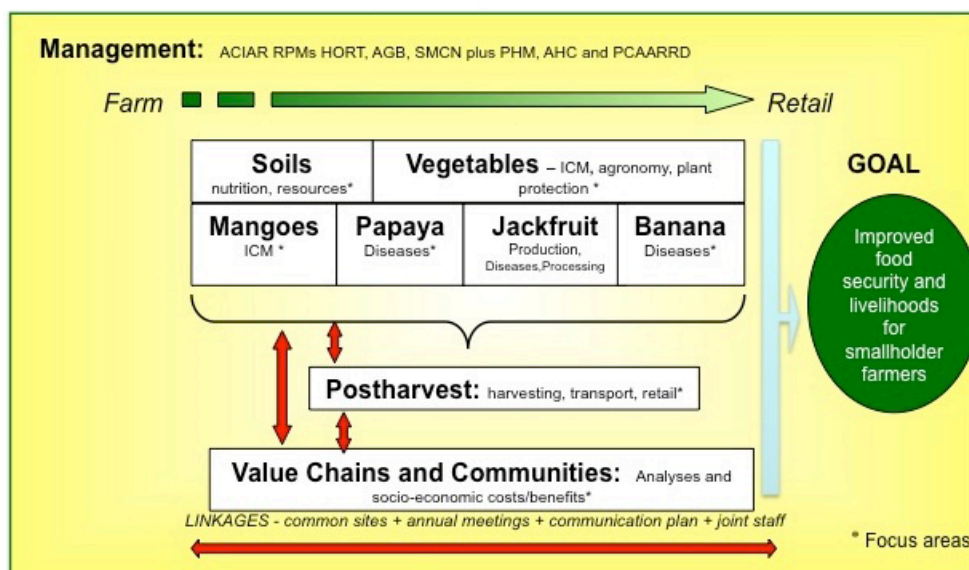 Management: ACIAR RPMs HORT, AGB, SMCN plus PHM, AHC and PCAARRD
Farm
Retail
Soils
nutrition, resources*
Vegetables – ICM, agronomy, plant
protection *
Mangoes
ICM *
Papaya
Diseases*
Jackfruit
Production,
Diseases,Processing
Banana
Diseases*
Postharvest: harvesting, transport, retail*
Value Chains and Communities: Analyses and
socio-economic costs/benefits*
LINKAGES - common sites + annual meetings + communication plan + joint staff
GOAL
Improved
food
security and
livelihoods
for
smallholder
farmers
* Focus areas